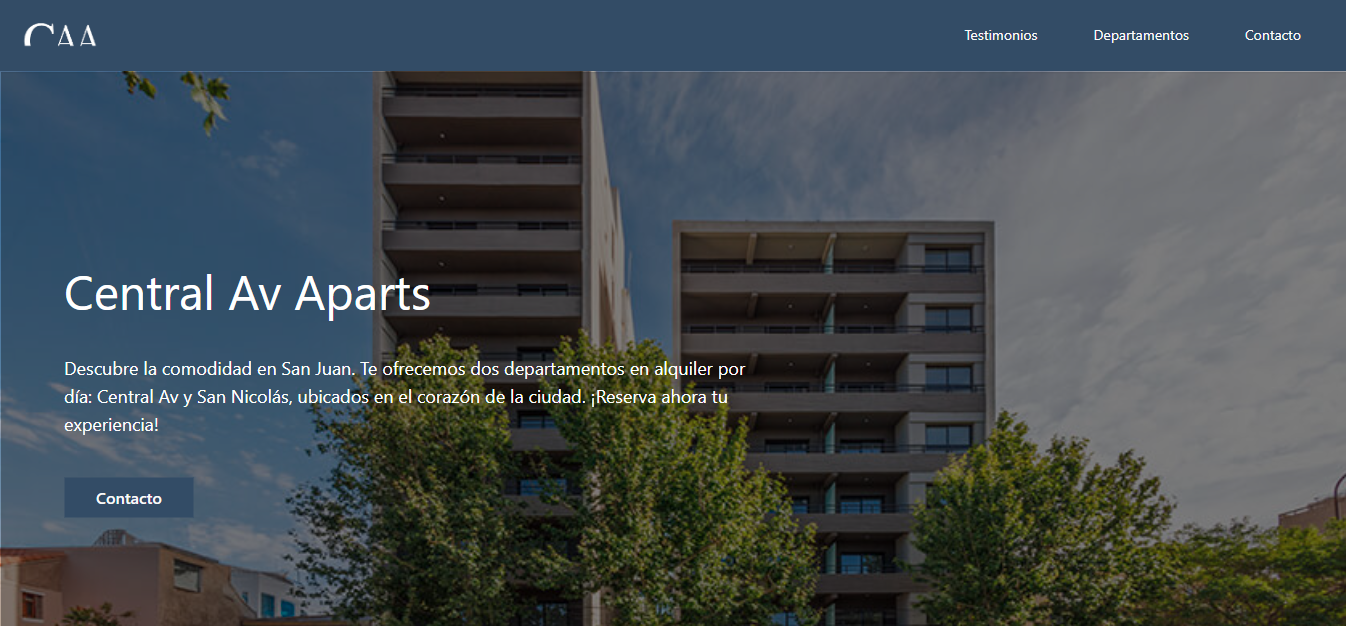 CAA
Testimonios
Departamentos
Contacto
Central Av Aparts
Descubre la comodidad en San Juan. Te ofrecemos dos departamentos en alquiler por
día: Central Av y San Nicolás, ubicados en el corazón de la ciudad. ¡Reserva ahora tu
experiencia!
Contacto